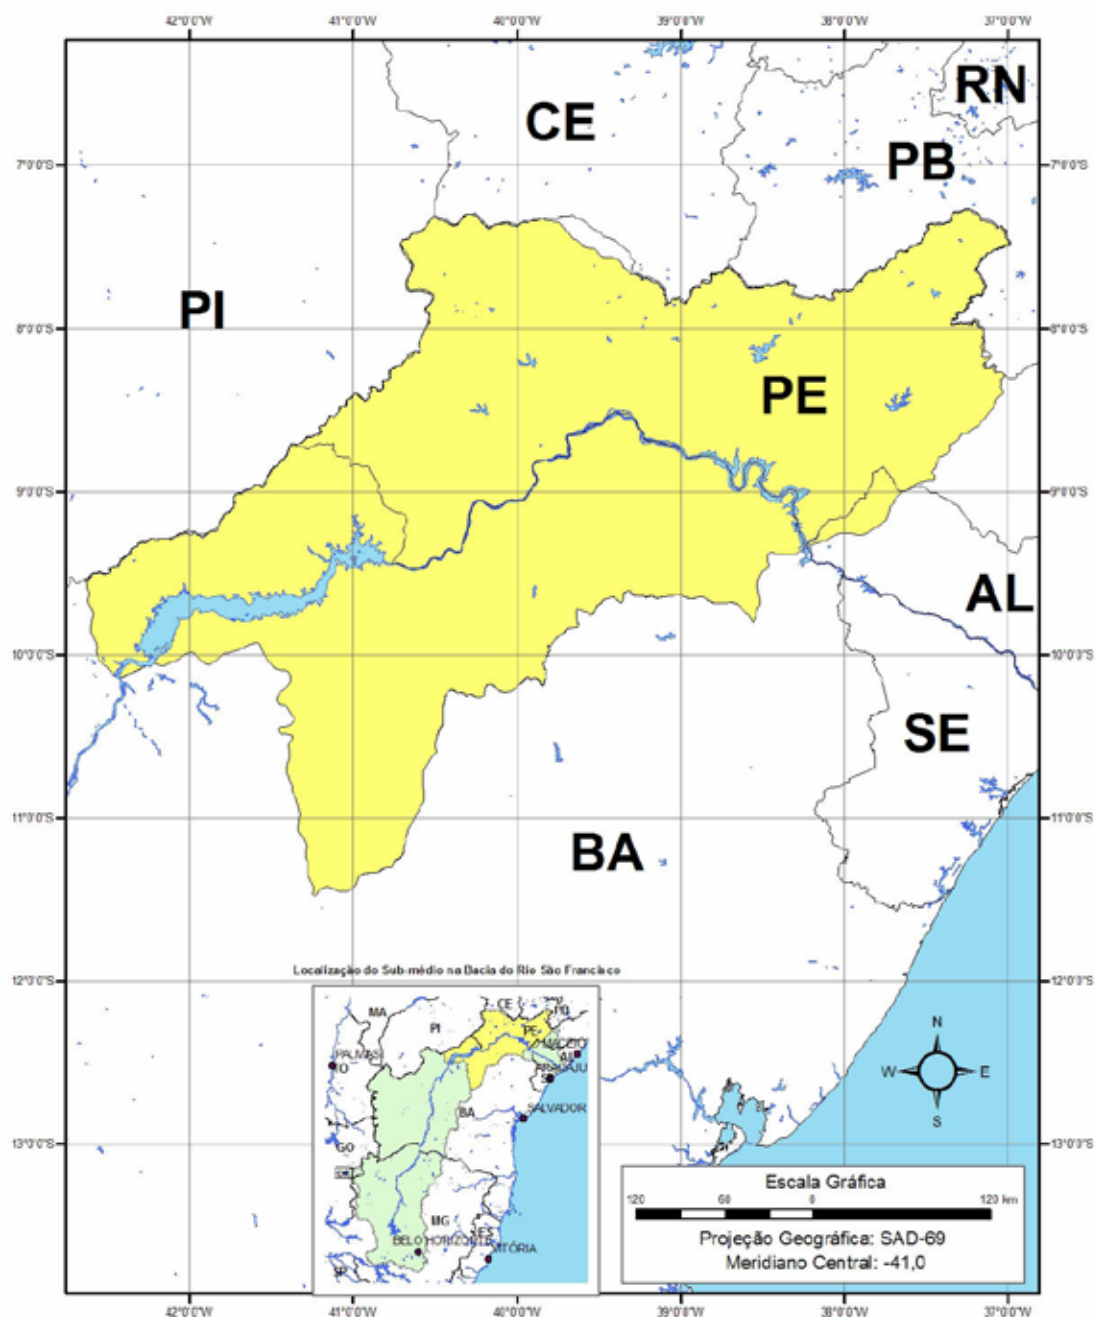 42°0'0"W 41°0'0"W 40°0'0"W 39°0'0"W 38°0'0"W 37°0'0"W
RN
CE
PB
7°0'0"S 7°0'0"S
PI
8°0'0"S 8°0'0"S
PE
9°0'0"S 9°0'0"S
AL
10°0'0"S 10°0'0"S
SE
11°0'0"S 11°0'0"S
BA
Localização do Sub-médio na Bacia do Rio São Francisco
12°0'0"S 12°0'0"S
MA
PI
CE
PB
PE
MACEIÓ
AL
PALMAS
TO
ARACAJU
BA
SALVADOR
GO
MG
ES
BELO HORIZONTE
VITÓRIA
SP
N
W E
S
13°0'0"S 13°0'0"S
Escala Gráfica
120 60 0 120 km
Projeção Geográfica: SAD-69
Meridiano Central: -41,0
42°0'0"W 41°0'0"W 40°0'0"W 39°0'0"W 38°0'0"W 37°0'0"W